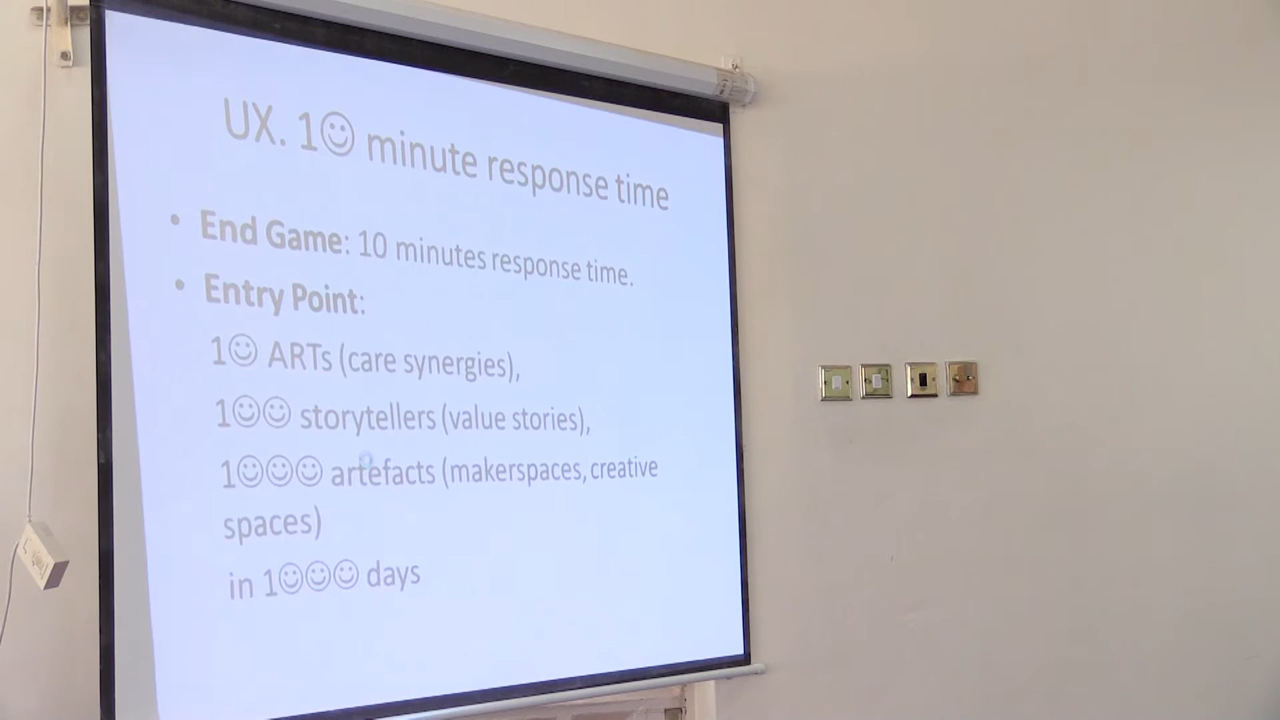 UX. 1☺ minute response time
• End Game: 10 minutes response time.
• Entry Point:
1☺ ARTs (care synergies),
1☺☺ storytellers (value stories),
1☺☺☺ artefacts (makerspaces, creative
spaces)
in 1☺☺☺ days